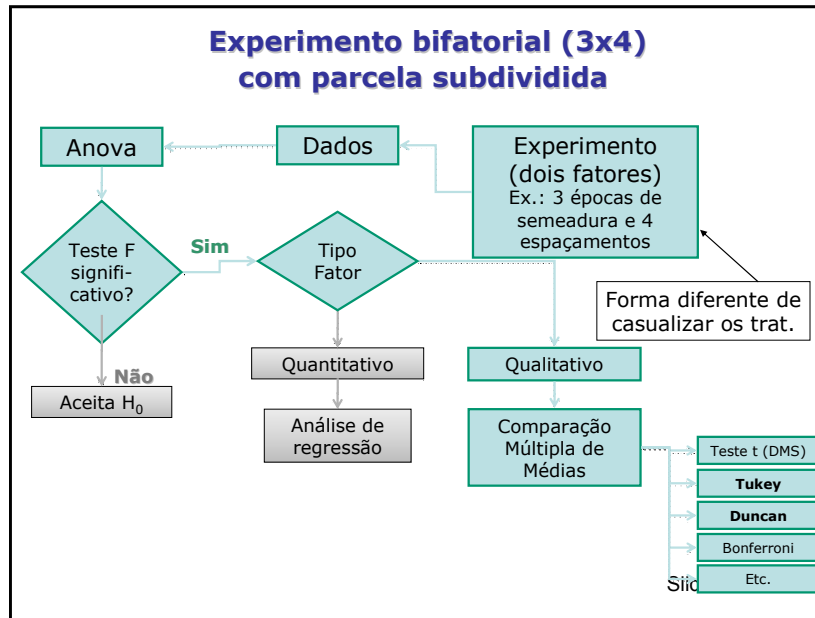 Experimento bifatorial (3x4)
com parcela subdividida
Anova
Dados
Experimento
(dois fatores)
Ex.: 3 épocas de
semeadura e 4
espaçamentos
Teste F
signifi-
cativo?
Sim
Tipo
Fator
Forma diferente de
casualizar os trat.
Não
Aceita H₀
Quantitativo
Qualitativo
Análise de
regressão
Comparação
Múltipla de
Médias
Teste t (DMS)
Tukey
Duncan
Bonferroni
Etc.